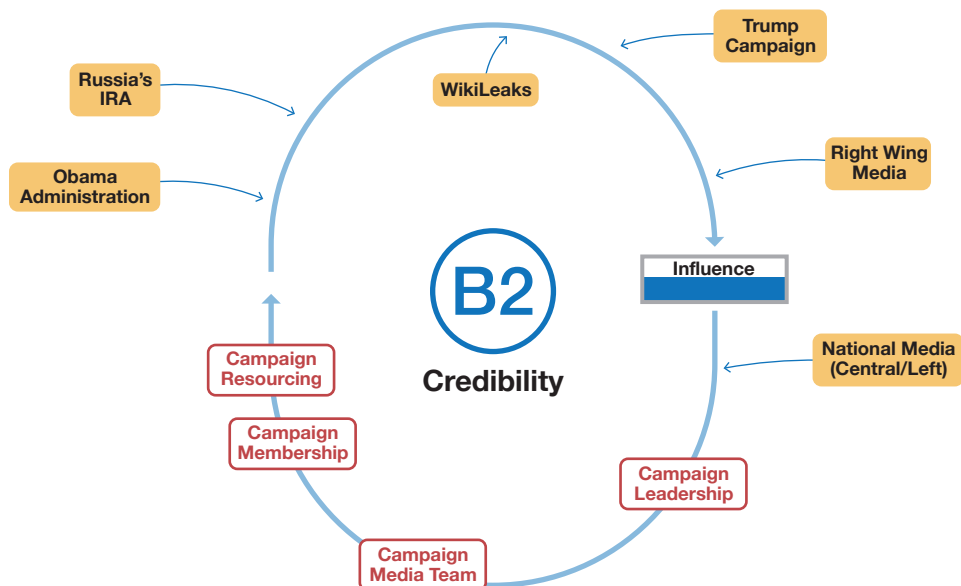 Trump
Campaign
WikiLeaks
Russia's
IRA
Right Wing
Media
Obama
Administration
Influence
B2
Credibility
National Media
(Central/Left)
Campaign
Resourcing
Campaign
Membership
Campaign
Leadership
Campaign
Media Team